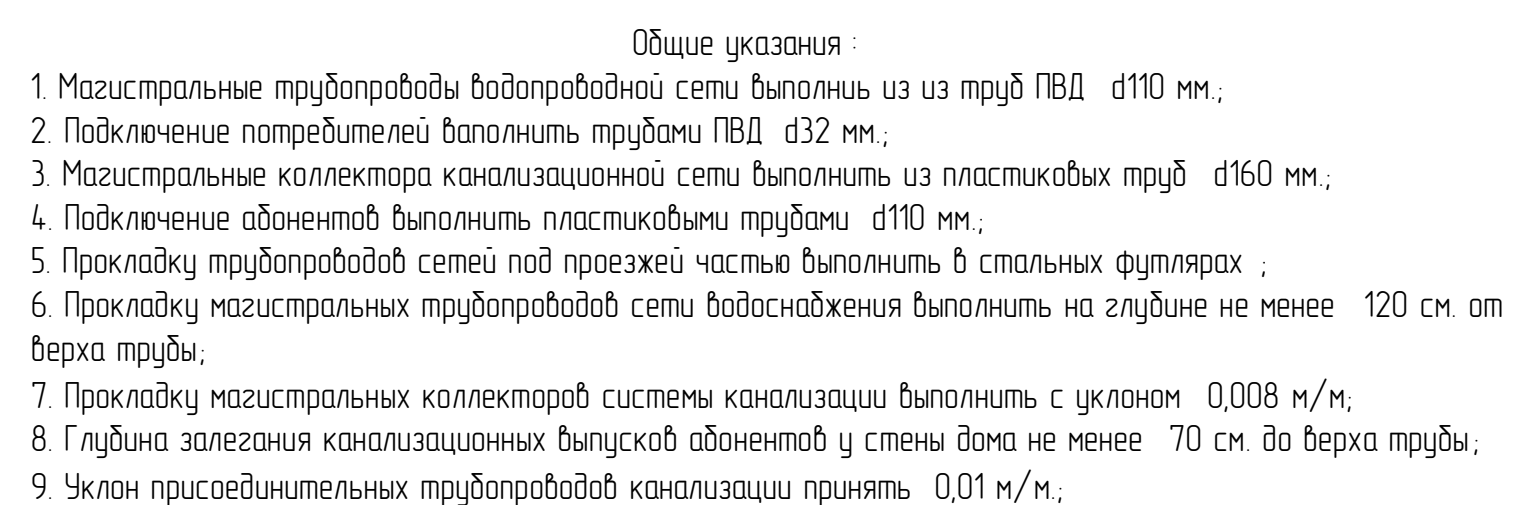 Общие указания :
1. Магистральные трубопроводы водопроводной сети выполниь из из труб ПВД d110 мм.;
2. Подключение потребителей ваполнить трубами ПВД d32 мм.;
3. Магистральные коллектора канализационной сети выполнить из пластиковых труб d160 мм.;
4. Подключение абонентов выполнить пластиковыми трубами d110 мм.;
5. Прокладку трубопроводов сетей под проезжей частью выполнить в стальных футлярах ;
6. Прокладку магистральных трубопроводов сети водоснабжения выполнить на глубине не менее 120 см. от
верха трубы;
7. Прокладку магистральных коллекторов системы канализации выполнить с уклоном 0,008 м/м;
8. Глубина залегания канализационных выпусков абонентов у стены дома не менее 70 см. до верха трубы;
9. Уклон присоединительных трубопроводов канализации принять 0,01 м/м.;